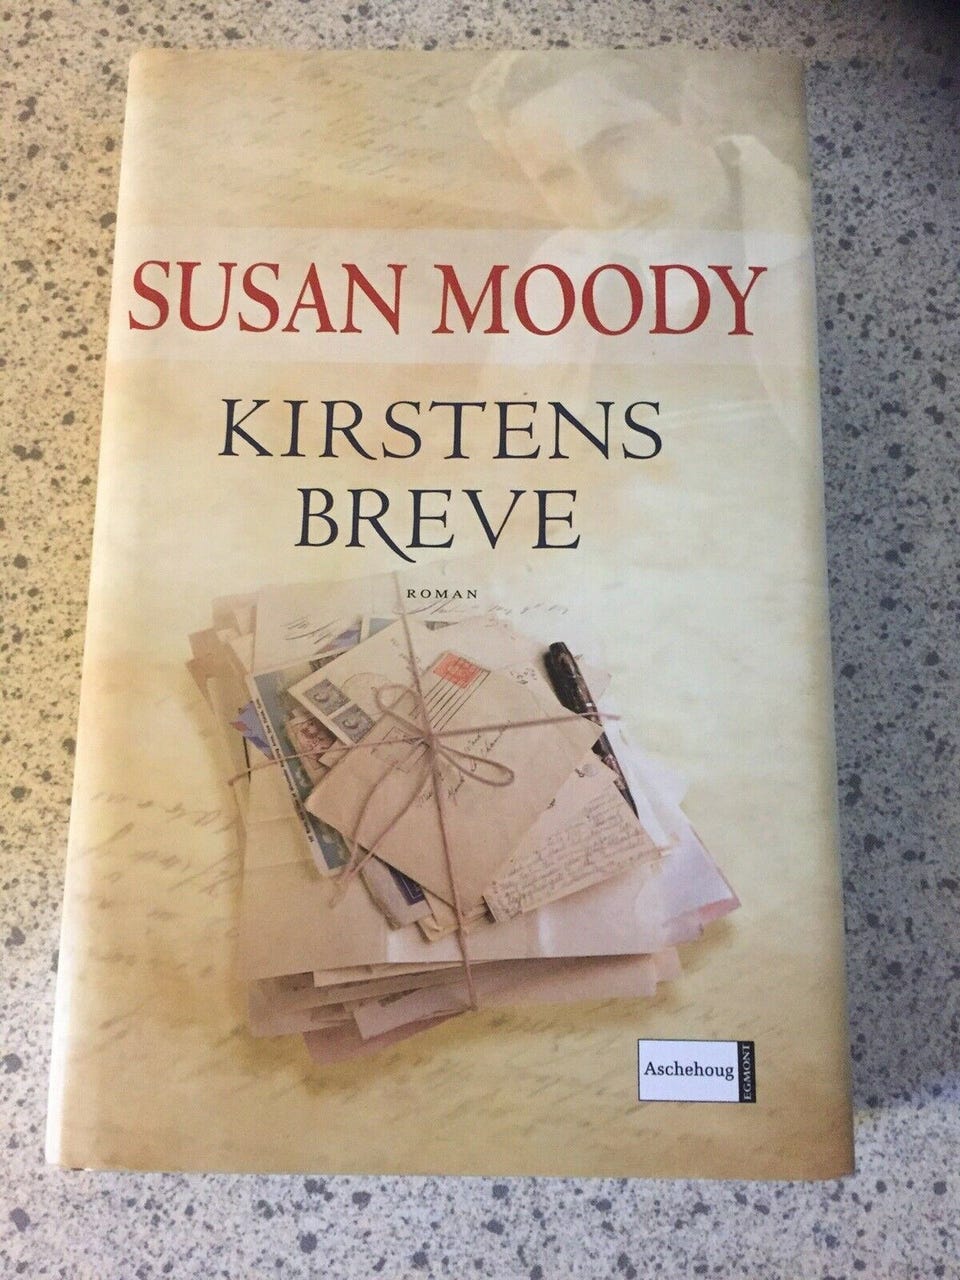 SUSAN MOODY
KIRSTENS
BREVE
ROMAN
Aschehoug
EGMONT